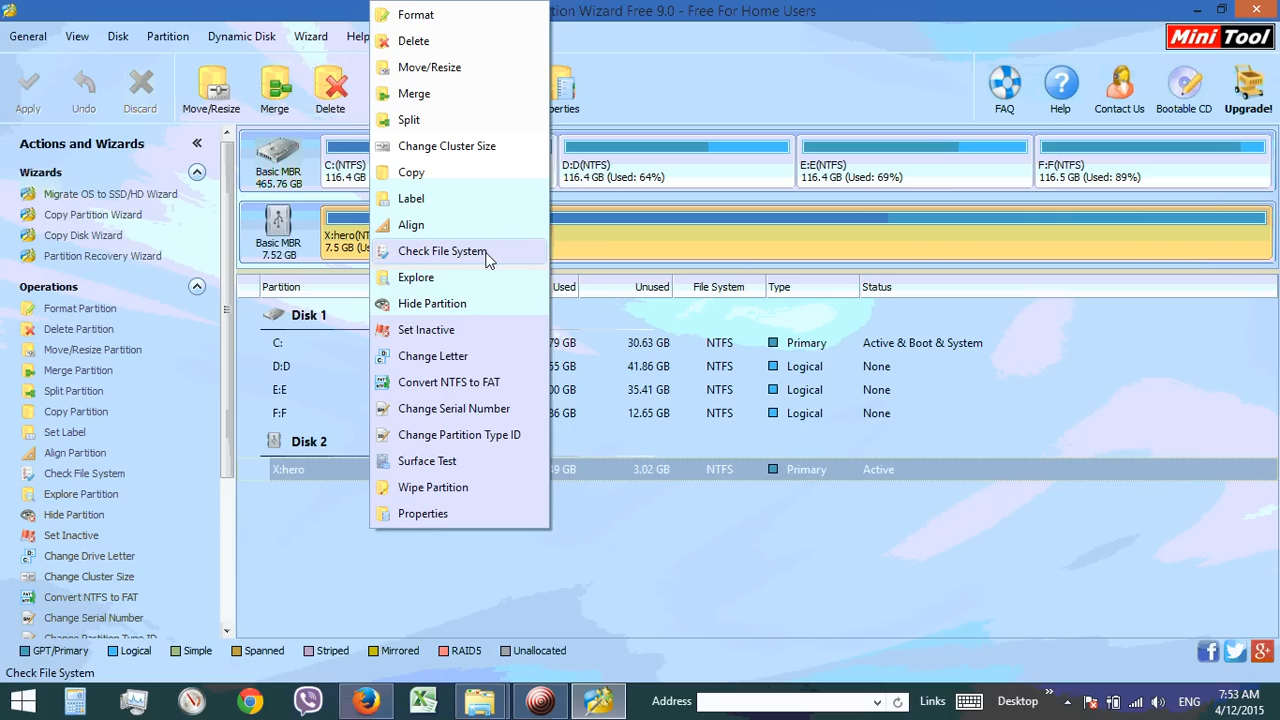 ition Wizard Free 9.0 - Free For Home Users
General View Disk Partition Dynamic Disk Wizard Help
Mini Tool
Apply Undo Discard Move/Resize Merge Delete operties FAQ Help Contact Us Bootable CD Upgrade!
Format
Delete
Move/Resize
Merge
Split
Change Cluster Size
Copy
Label
Align
Check File System
Explore
Hide Partition
Set Inactive
Change Letter
Convert NTFS to FAT
Change Serial Number
Change Partition Type ID
Surface Test
Wipe Partition
Properties
Actions and Wizards
Wizards
Migrate OS to SSD/HD Wizard
Copy Partition Wizard
Copy Disk Wizard
Partition Recovery Wizard
Operations
Format Partition
Delete Partition
Move/Resize Partition
Merge Partition
Split Partition
Copy Partition
Set Label
Align Partition
Check File System
Explore Partition
Hide Partition
Set Inactive
Change Drive Letter
Change Cluster Size
Convert NTFS to FAT
Change Serial Number
Change Partition Type ID
Basic MBR
465.76 GB
C:(NTFS)
116.4 G
D:D(NTFS)
116.4 GB (Used: 64%)
E:E(NTFS)
116.4 GB (Used: 69%)
F:F(NTFS)
116.5 GB (Used: 89%)
Basic MBR
7.52 GB
X:hero(NT
7.5 GB (Us
Partition Used Unused File System Type Status
Disk 1
C: 79 GB 30.63 GB NTFS Primary Active & Boot & System
D:D 55 GB 41.86 GB NTFS Logical None
E:E 00 GB 35.41 GB NTFS Logical None
F:F 86 GB 12.65 GB NTFS Logical None
Disk 2
X:hero 49 GB 3.02 GB NTFS Primary Active
GPT/Primary Logical Simple Spanned Striped Mirrored RAID5 Unallocated
Check File System
Address Links Desktop ENG
7:53 AM
4/12/2015